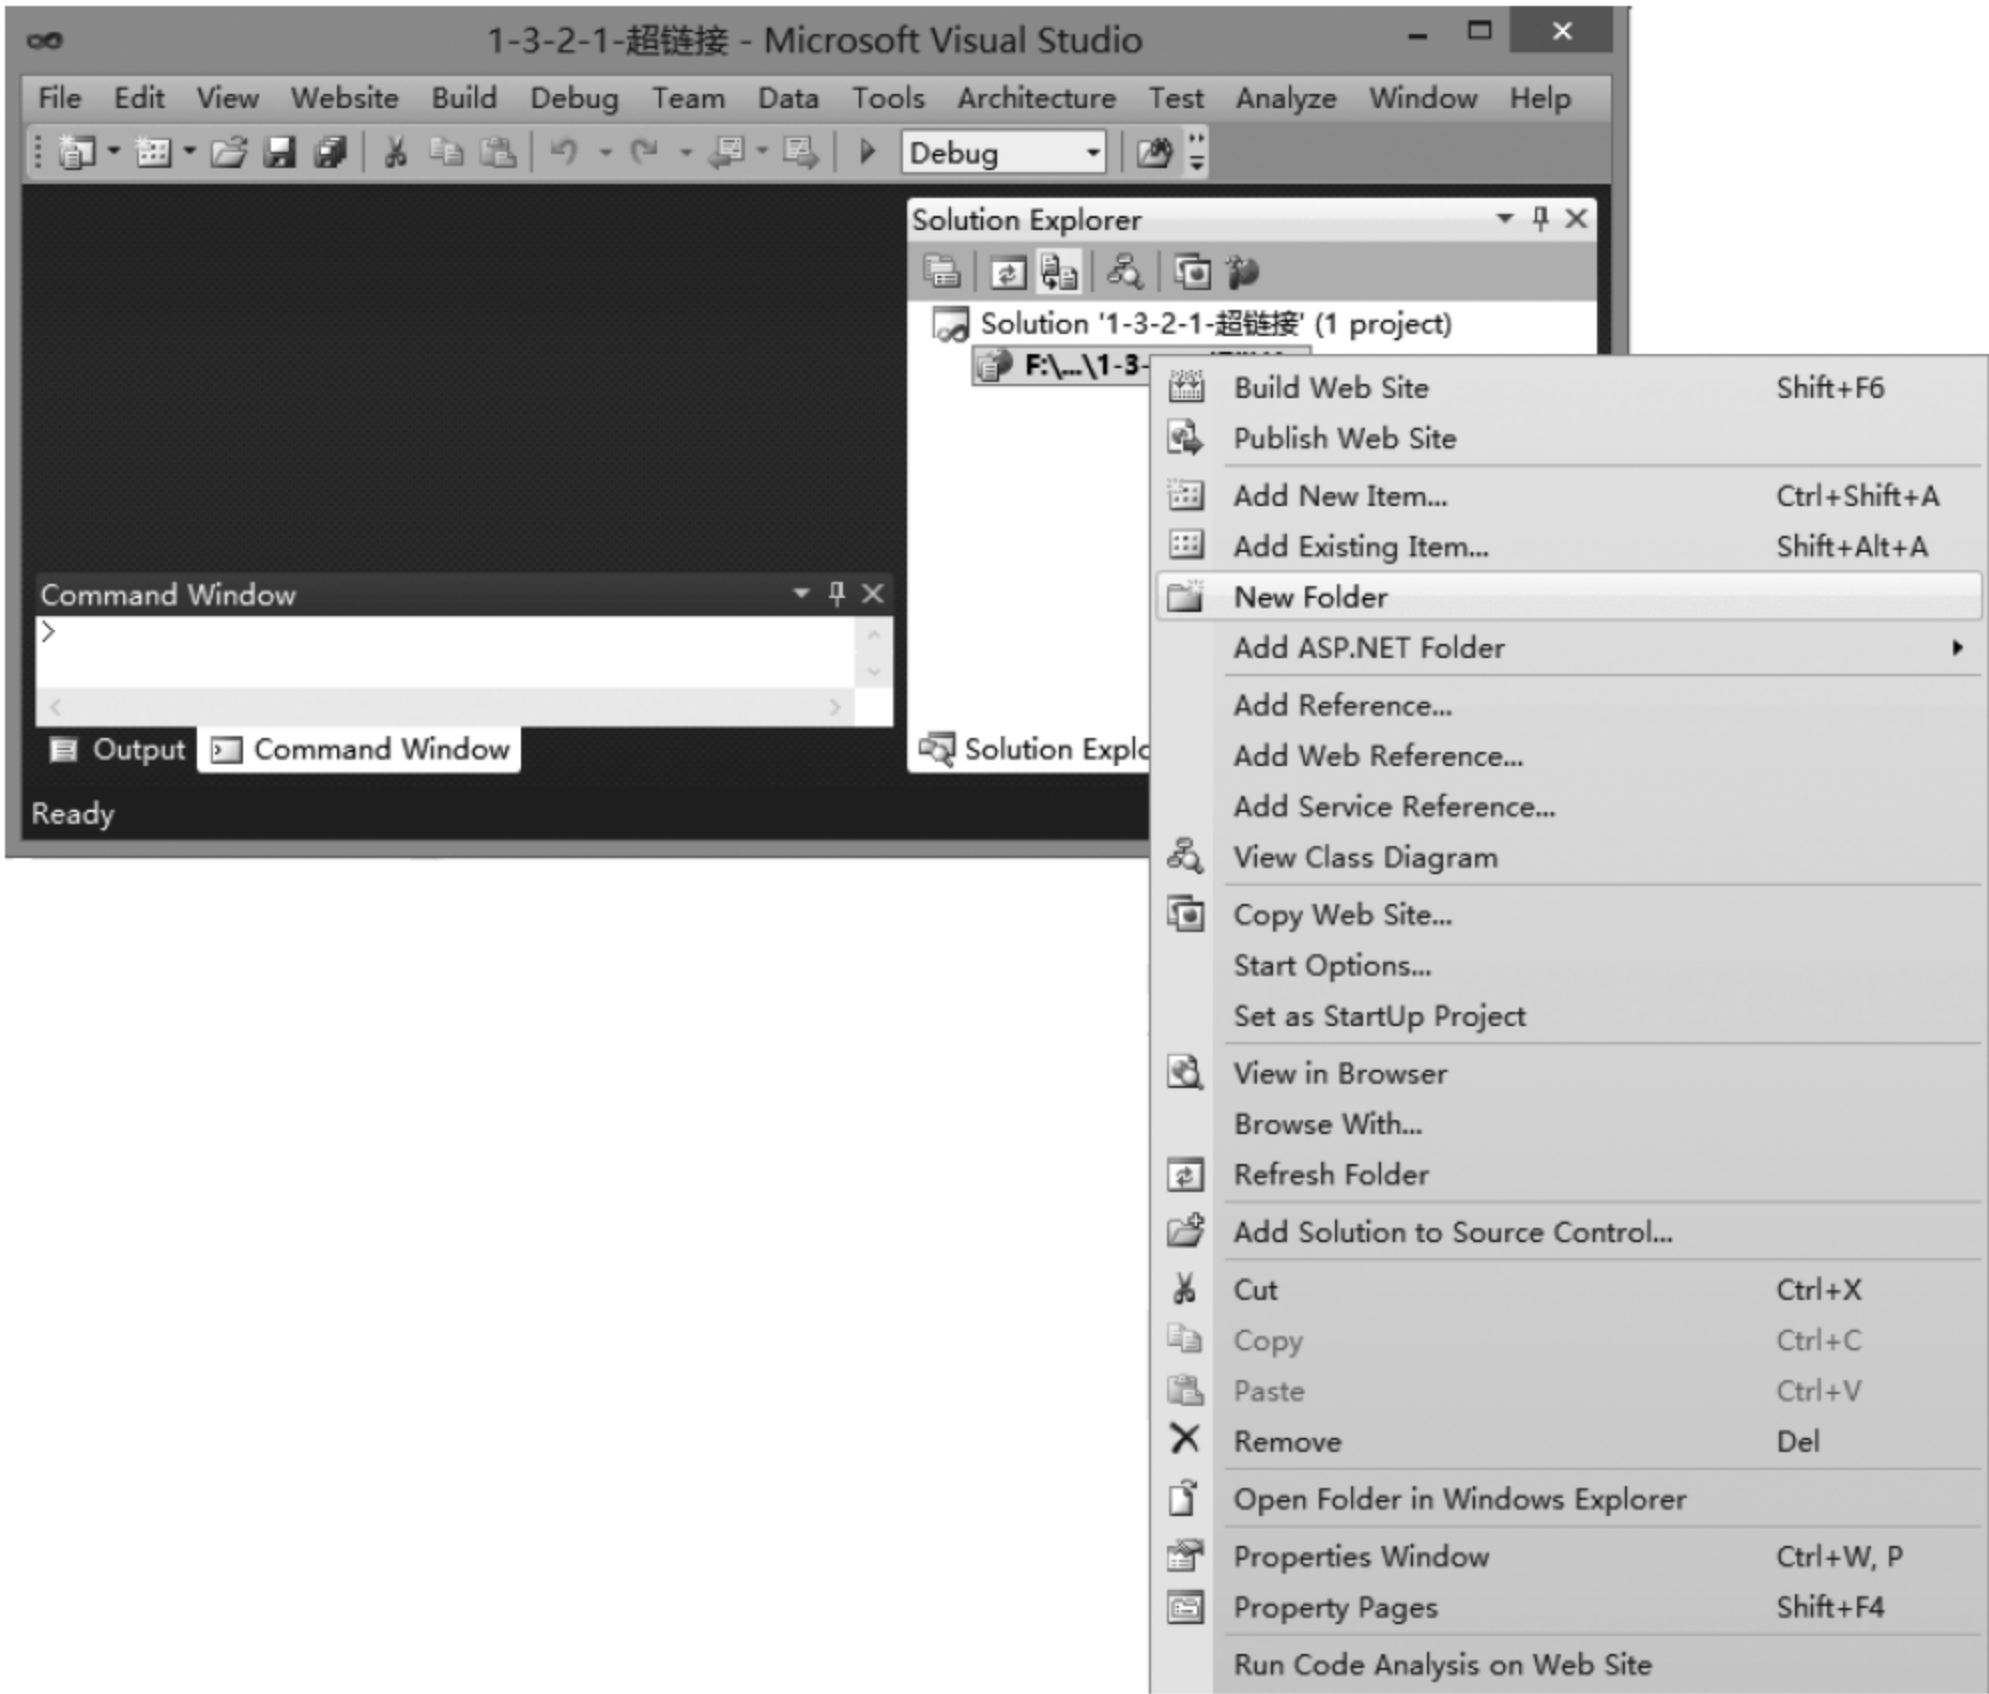 1-3-2-1-超链接 - Microsoft Visual Studio
File Edit View Website Build Debug Team Data Tools Architecture Test Analyze Window Help
Debug
Solution Explorer
Solution '1-3-2-1-超链接' (1 project)
F:\...\1-3-
Command Window
>
Output Command Window
Solution Explo
Ready
Build Web Site Shift+F6
Publish Web Site
Add New Item... Ctrl+Shift+A
Add Existing Item... Shift+Alt+A
New Folder
Add ASP.NET Folder
Add Reference...
Add Web Reference...
Add Service Reference...
View Class Diagram
Copy Web Site...
Start Options...
Set as StartUp Project
View in Browser
Browse With...
Refresh Folder
Add Solution to Source Control...
Cut Ctrl+X
Copy Ctrl+C
Paste Ctrl+V
Remove Del
Open Folder in Windows Explorer
Properties Window Ctrl+W, P
Property Pages Shift+F4
Run Code Analysis on Web Site